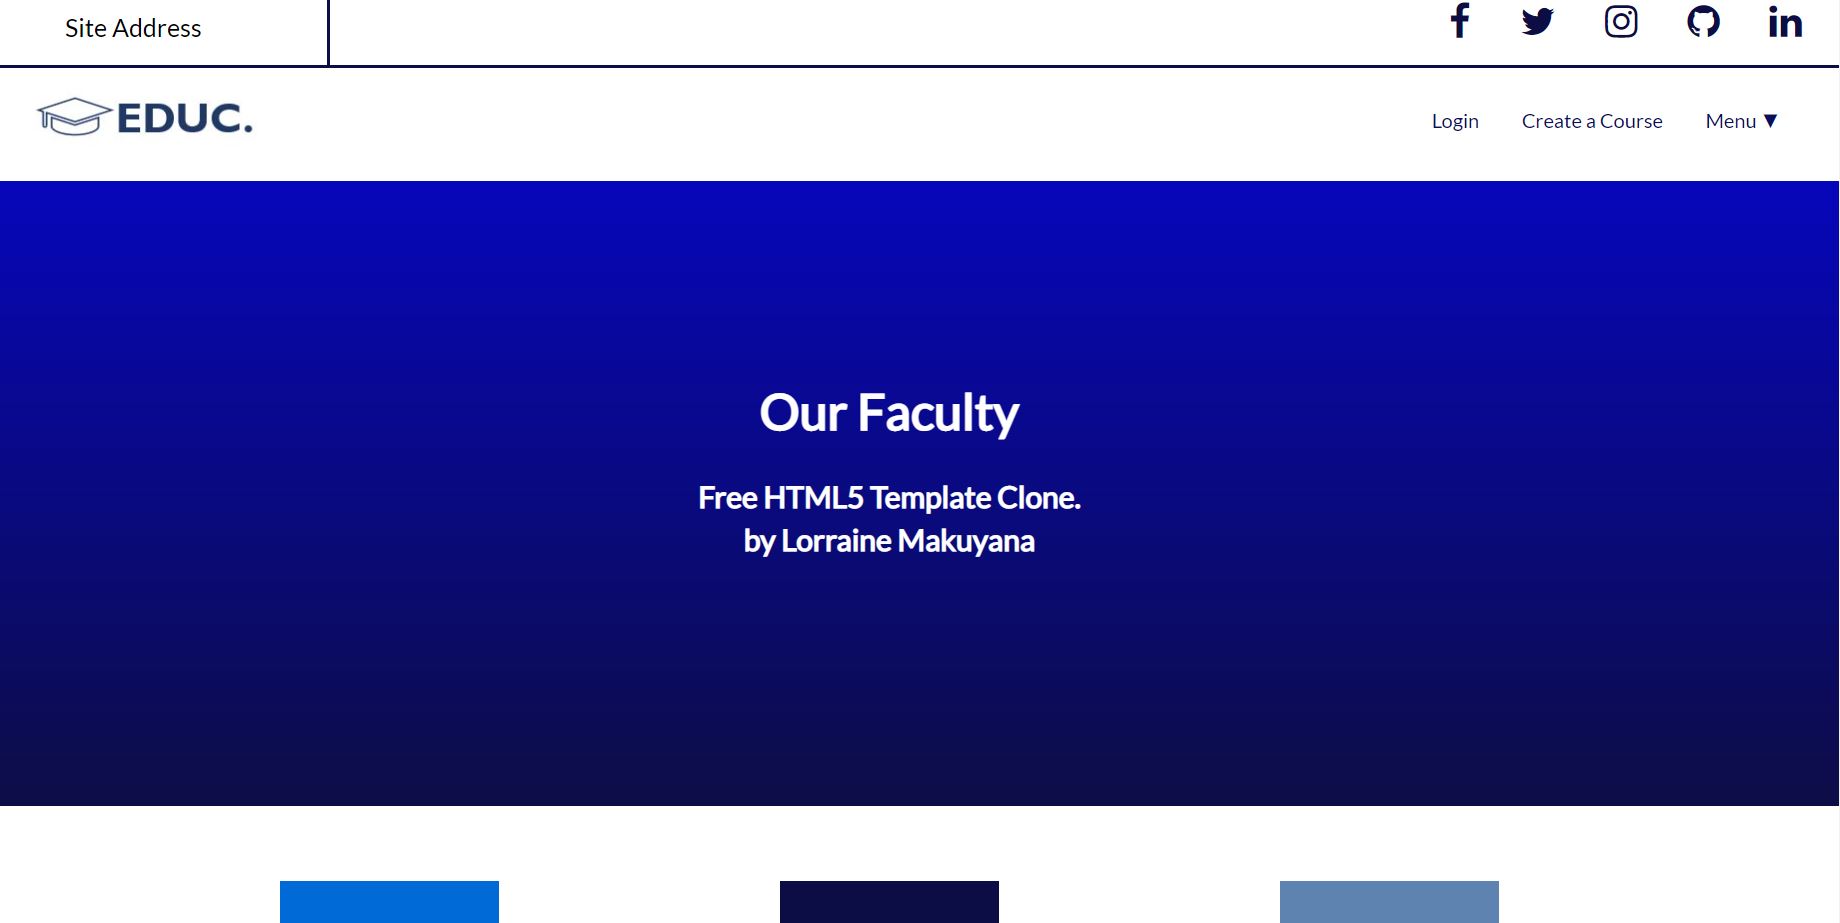 Site Address
EDUC.
Login
Create a Course
Menu ▼
Our Faculty
Free HTML5 Template Clone.
by Lorraine Makuyana